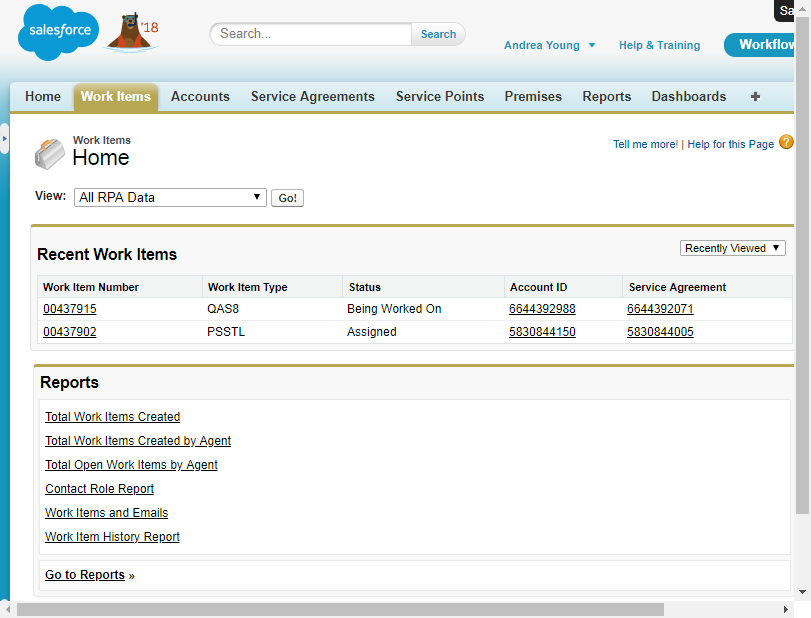 salesforce '18 Search... Search Andrea Young Help & Training Workflow
Home Work Items Accounts Service Agreements Service Points Premises Reports Dashboards +
Work Items
Home
Tell me more! | Help for this Page ?
View: All RPA Data Go!
Recent Work Items Recently Viewed
Work Item Number Work Item Type Status Account ID Service Agreement
00437915 QAS8 Being Worked On 6644392988 6644392071
00437902 PSSTL Assigned 5830844150 5830844005
Reports
Total Work Items Created
Total Work Items Created by Agent
Total Open Work Items by Agent
Contact Role Report
Work Items and Emails
Work Item History Report
Go to Reports »